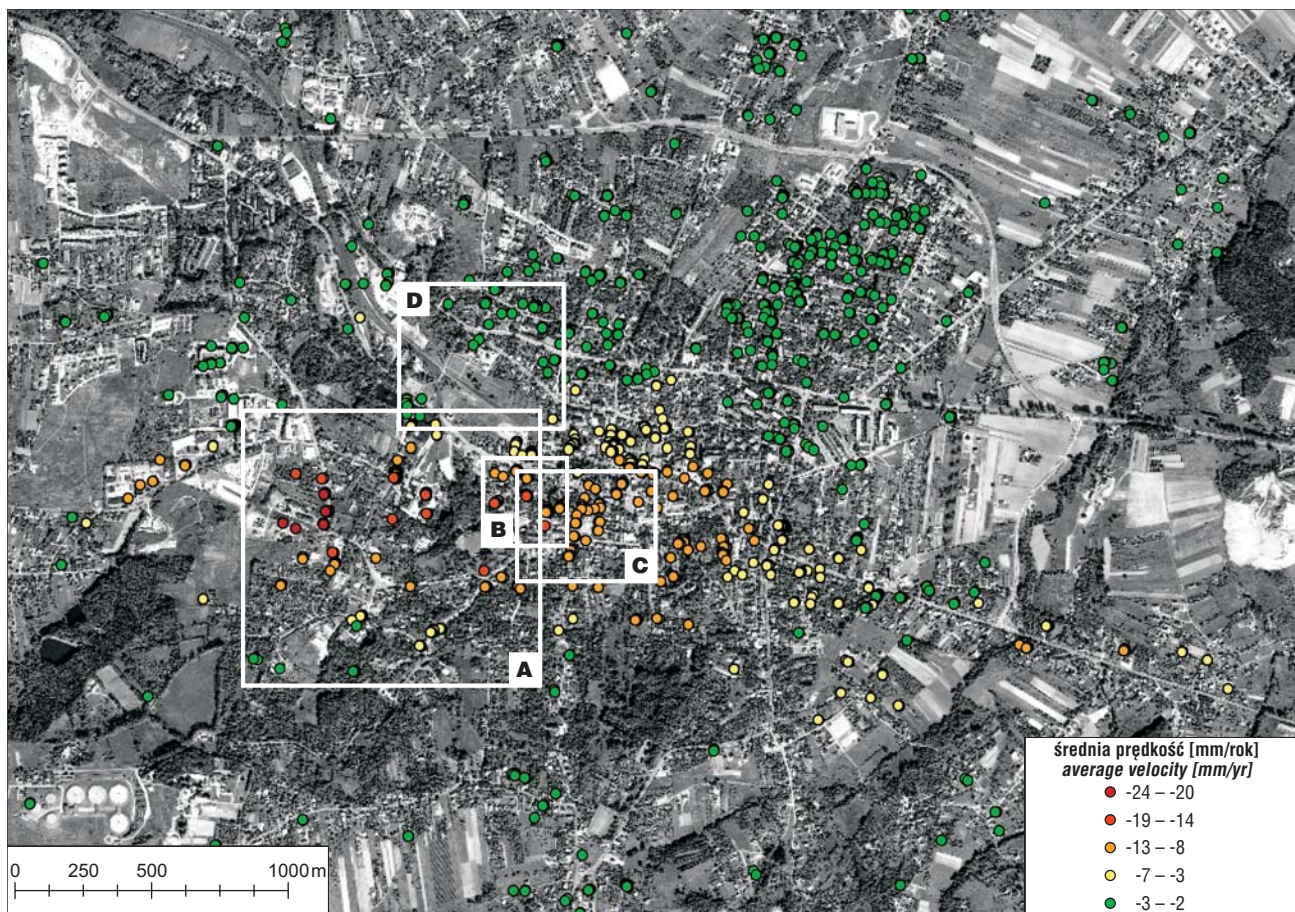 D
B
C
A
średnia prędkość [mm/rok]
average velocity [mm/yr]
-24 – -20
-19 – -14
-13 – -8
-7 – -3
-3 – -2
0 250 500 1000 m